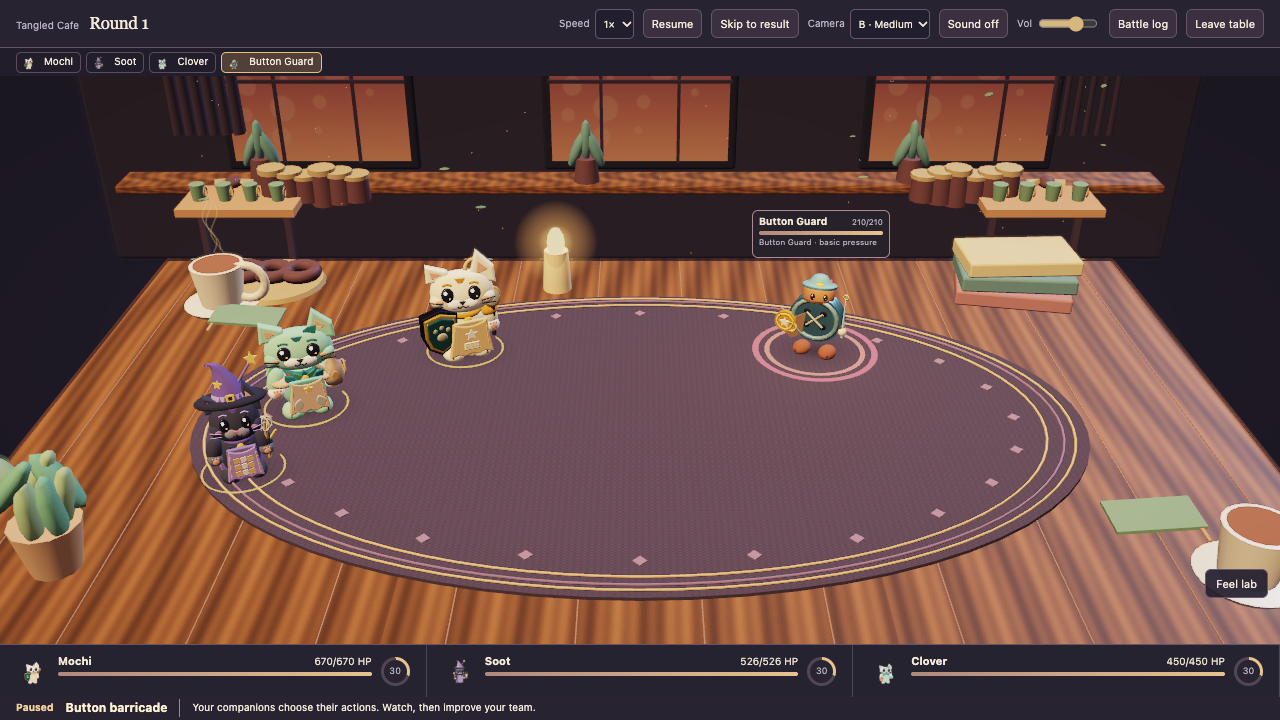 Tangled Cafe Round 1
Speed 1x Resume Skip to result Camera B · Medium Sound off Vol Battle log Leave table
Mochi Soot Clover Button Guard
Button Guard 210/210
Button Guard · basic pressure
Feel lab
Mochi 670/670 HP 30
Soot 526/526 HP 30
Clover 450/450 HP 30
Paused Button barricade Your companions choose their actions. Watch, then improve your team.